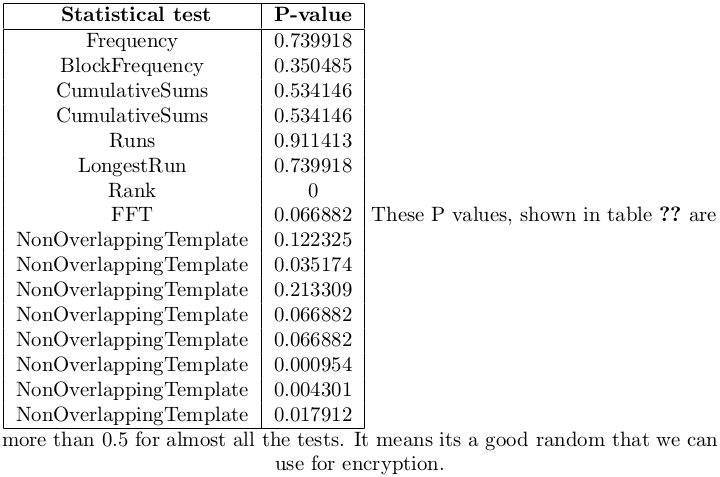 Statistical test P-value
Frequency 0.739918
BlockFrequency 0.350485
CumulativeSums 0.534146
CumulativeSums 0.534146
Runs 0.911413
LongestRun 0.739918
Rank 0
FFT 0.066882
NonOverlappingTemplate 0.122325
NonOverlappingTemplate 0.035174
NonOverlappingTemplate 0.213309
NonOverlappingTemplate 0.066882
NonOverlappingTemplate 0.066882
NonOverlappingTemplate 0.000954
NonOverlappingTemplate 0.004301
NonOverlappingTemplate 0.017912
These P values, shown in table ?? are
more than 0.5 for almost all the tests. It means its a good random that we can
use for encryption.